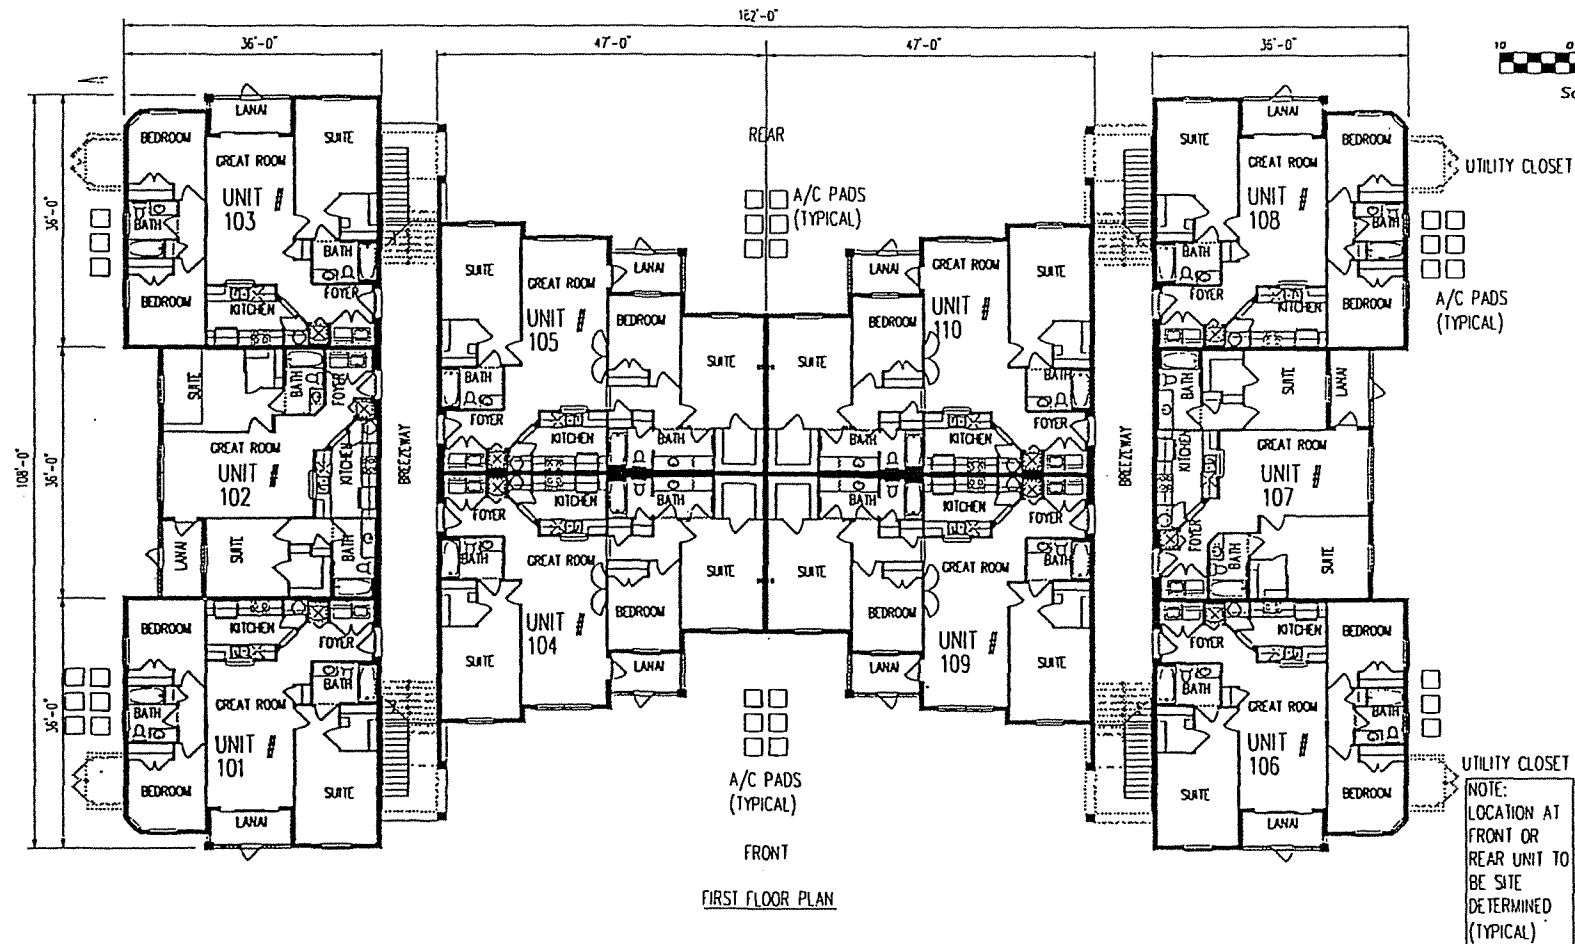 162'-0"
36'-0"
47'-0"
47'-0"
36'-0"
10 0
108'-0"
36'-0"
36'-0"
36'-0"
REAR
A/C PADS
(TYPICAL)
UTILITY CLOSET
A/C PADS
(TYPICAL)
BEDROOM
LANAI
SUITE
GREAT ROOM
UNIT
103
BATH
BATH
BEDROOM
FOYER
KITCHEN
SUITE
BATH
FOYER
GREAT ROOM
UNIT
102
KITCHEN
LANAI
SUITE
BATH
BEDROOM
KITCHEN
FOYER
BATH
BATH
GREAT ROOM
UNIT
101
BEDROOM
SUITE
LANAI
BREEZEWAY
SUITE
GREAT ROOM
LANAI
UNIT
105
BEDROOM
SUITE
BATH
FOYER
KITCHEN
BATH
FOYER
KITCHEN
BATH
BATH
GREAT ROOM
SUITE
UNIT
104
BEDROOM
SUITE
LANAI
LANAI
GREAT ROOM
SUITE
UNIT
110
BEDROOM
SUITE
BATH
FOYER
BATH
KITCHEN
BATH
KITCHEN
FOYER
BATH
GREAT ROOM
SUITE
BEDROOM
UNIT
109
SUITE
LANAI
BREEZEWAY
LANAI
SUITE
BEDROOM
GREAT ROOM
UNIT
108
BATH
BATH
FOYER
KITCHEN
BEDROOM
BATH
SUITE
LANAI
KITCHEN
GREAT ROOM
UNIT
107
FOYER
BATH
SUITE
FOYER
KITCHEN
BEDROOM
BATH
BATH
GREAT ROOM
UNIT
106
SUITE
BEDROOM
LANAI
A/C PADS
(TYPICAL)
FRONT
FIRST FLOOR PLAN
UTILITY CLOSET
NOTE:
LOCATION AT
FRONT OR
REAR UNIT TO
BE SITE
DETERMINED
(TYPICAL)